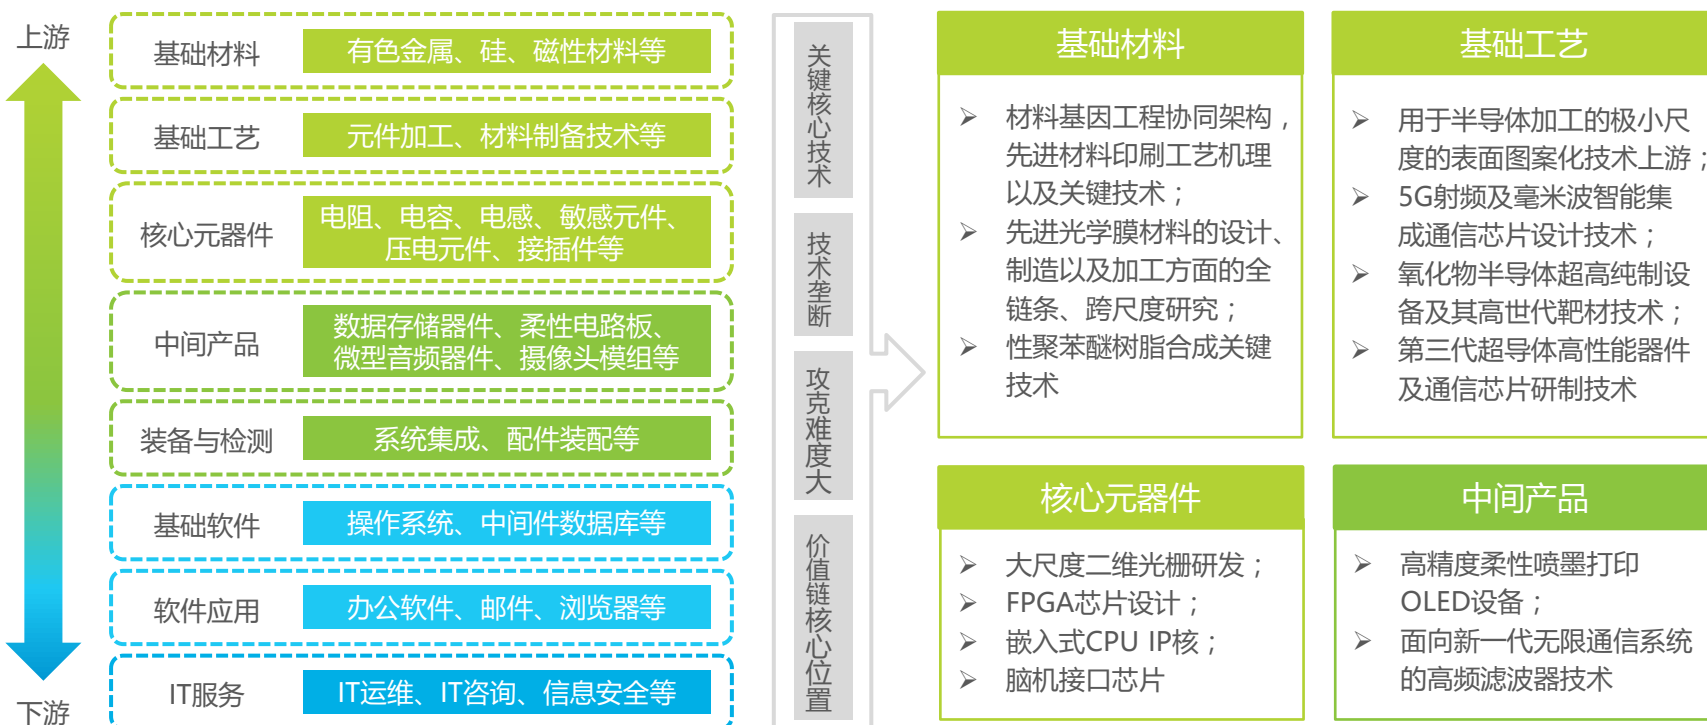 上游
基础材料
有色金属、硅、磁性材料等
基础工艺
元件加工、材料制备技术等
核心元器件
电阻、电容、电感、敏感元件、
压电元件、接插件等
中间产品
数据存储器件、柔性电路板、
微型音频器件、摄像头模组等
装备与检测
系统集成、配件装配等
基础软件
操作系统、中间件数据库等
软件应用
办公软件、邮件、浏览器等
IT服务
IT运维、IT咨询、信息安全等
下游
关键核心技术
技术垄断
攻克难度大
价值链核心位置
基础材料
➢ 材料基因工程协同架构，
先进材料印刷工艺机理
以及关键技术；
➢ 先进光学膜材料的设计、
制造以及加工方面的全
链条、跨尺度研究；
➢ 性聚苯醚树脂合成关键
技术
基础工艺
➢ 用于半导体加工的极小尺
度的表面图案化技术上游；
➢ 5G射频及毫米波智能集
成通信芯片设计技术；
➢ 氧化物半导体超高纯制设
备及其高世代靶材技术；
➢ 第三代超导体高性能器件
及通信芯片研制技术
核心元器件
➢ 大尺度二维光栅研发；
➢ FPGA芯片设计；
➢ 嵌入式CPU IP核；
➢ 脑机接口芯片
中间产品
➢ 高精度柔性喷墨打印
OLED设备；
➢ 面向新一代无限通信系统
的高频滤波器技术